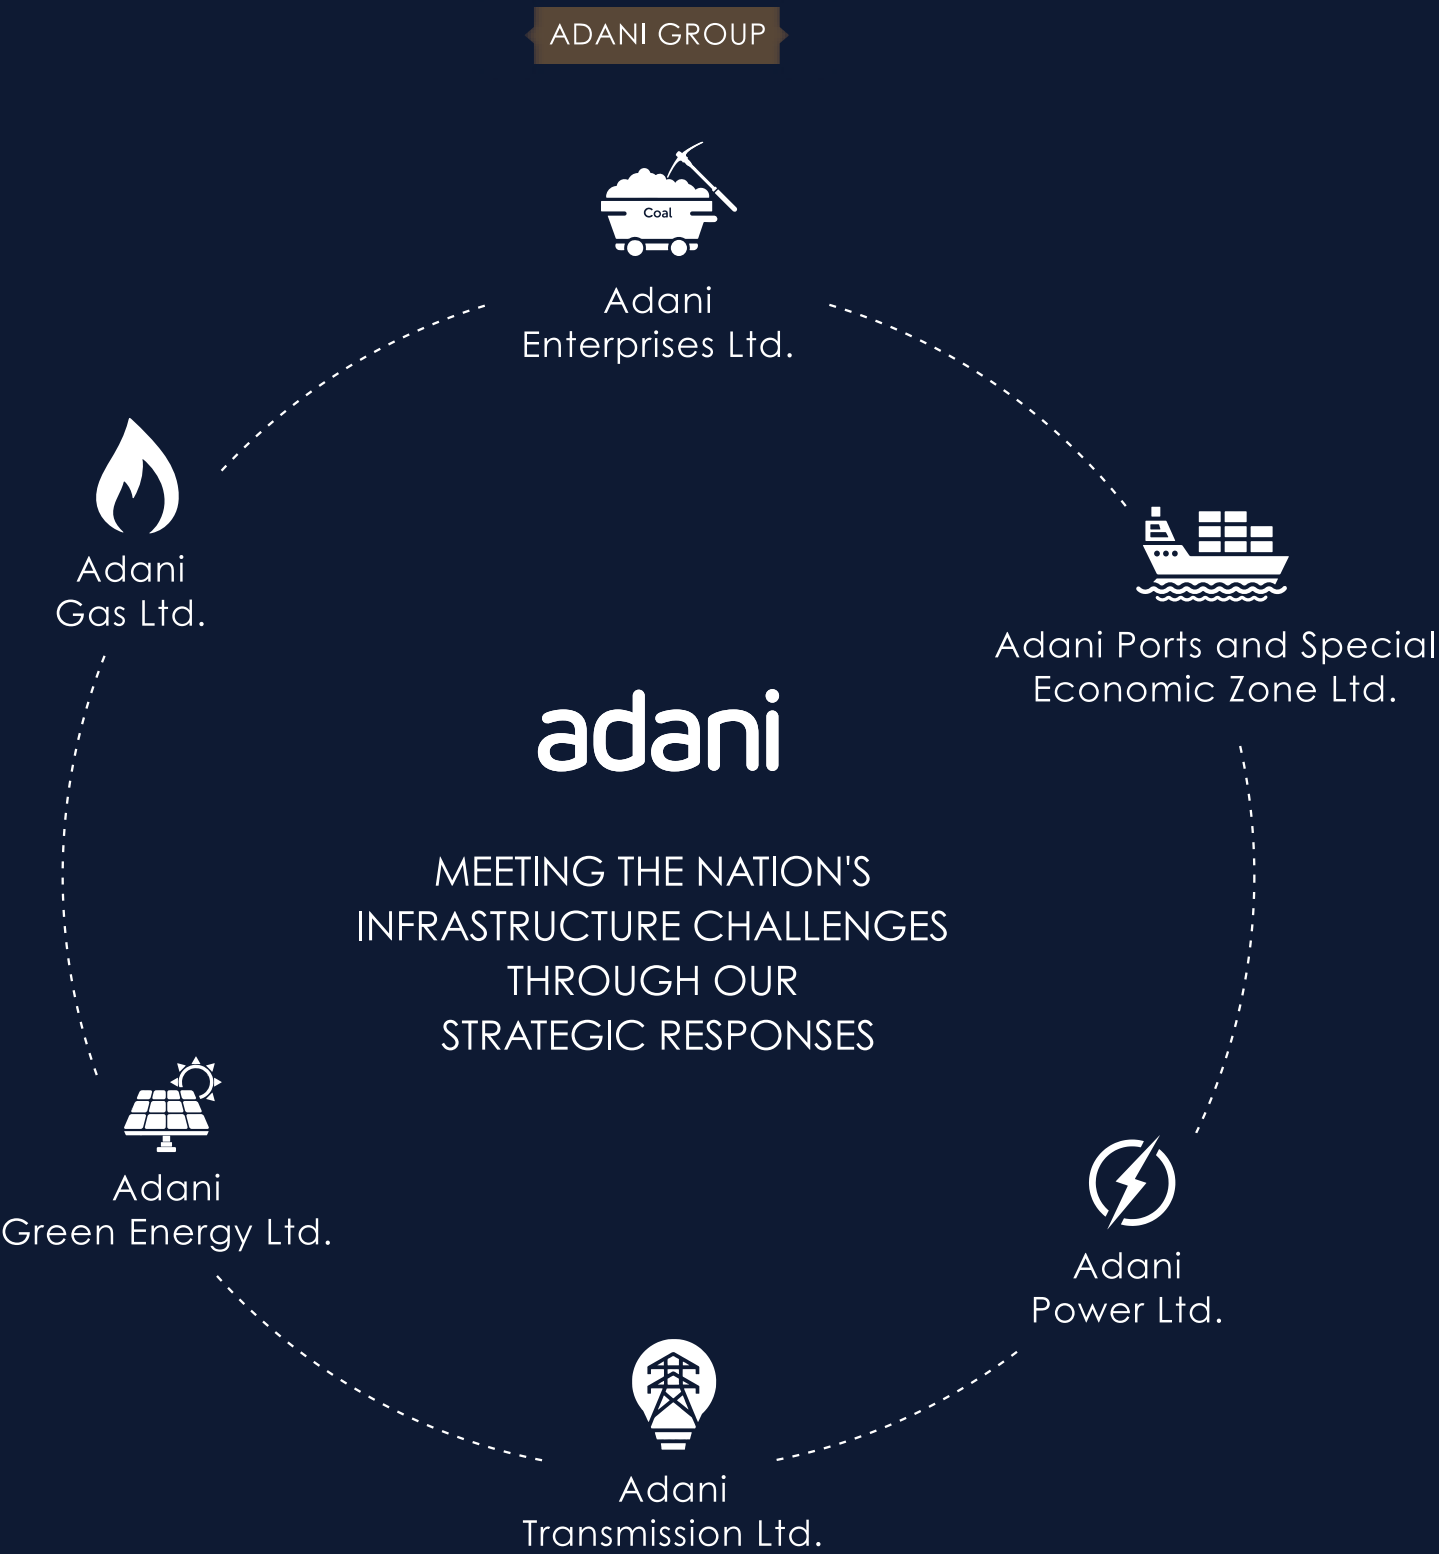 ADANI GROUP
Coal
Adani
Enterprises Ltd.
Adani
Gas Ltd.
Adani Ports and Special
Economic Zone Ltd.
adani
MEETING THE NATION'S
INFRASTRUCTURE CHALLENGES
THROUGH OUR
STRATEGIC RESPONSES
Adani
Green Energy Ltd.
Adani
Power Ltd.
Adani
Transmission Ltd.